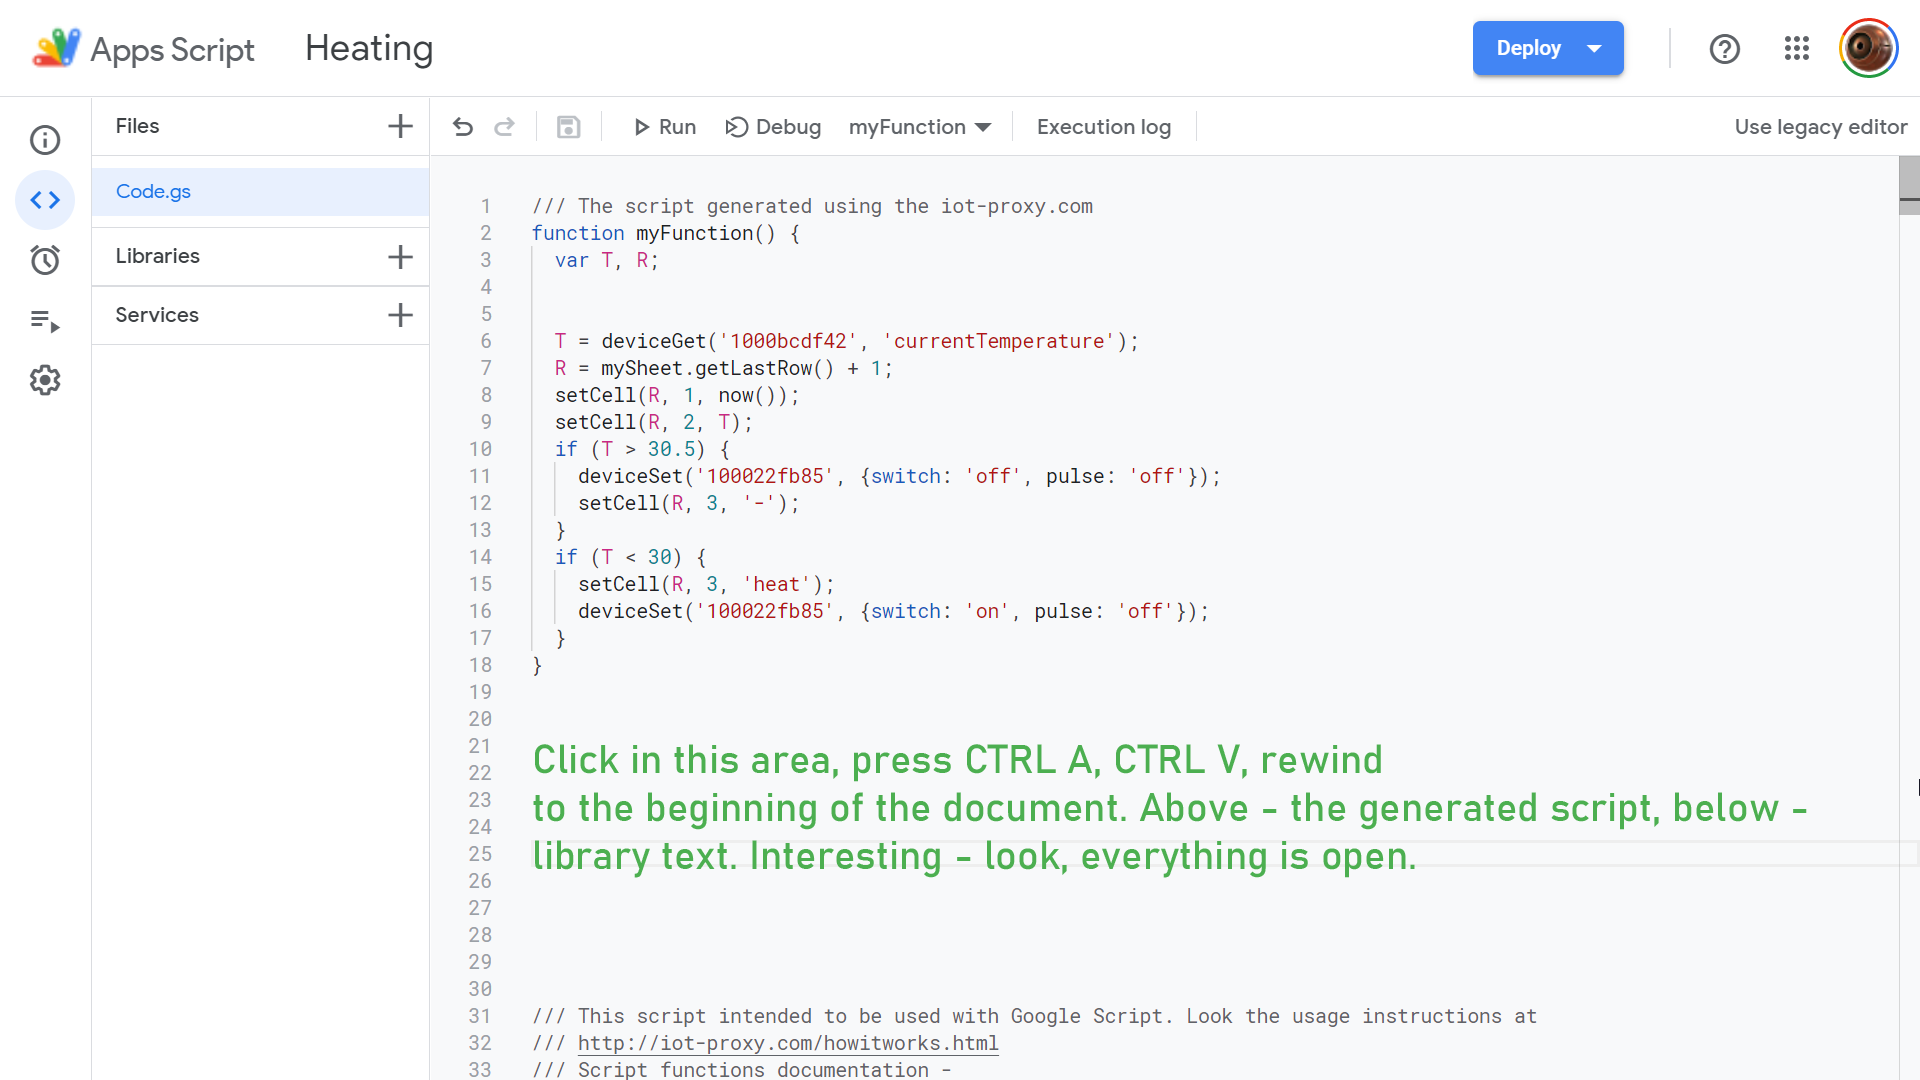 Apps Script
Heating
Deploy
Files
Code.gs
Libraries
Services
Run
Debug
myFunction
Execution log
Use legacy editor
1 /// The script generated using the iot-proxy.com
2 function myFunction() {
3 var T, R;
4
5
6 T = deviceGet('1000bcdf42', 'currentTemperature');
7 R = mySheet.getLastRow() + 1;
8 setCell(R, 1, now());
9 setCell(R, 2, T);
10 if (T > 30.5) {
11 deviceSet('100022fb85', {switch: 'off', pulse: 'off'});
12 setCell(R, 3, '-');
13 }
14 if (T < 30) {
15 setCell(R, 3, 'heat');
16 deviceSet('100022fb85', {switch: 'on', pulse: 'off'});
17 }
18 }
19
20
21
22
23
24
25
26
27
28
29
30
Click in this area, press CTRL A, CTRL V, rewind
to the beginning of the document. Above - the generated script, below -
library text. Interesting - look, everything is open.
31 /// This script intended to be used with Google Script. Look the usage instructions at
32 /// http://iot-proxy.com/howitworks.html
33 /// Script functions documentation -